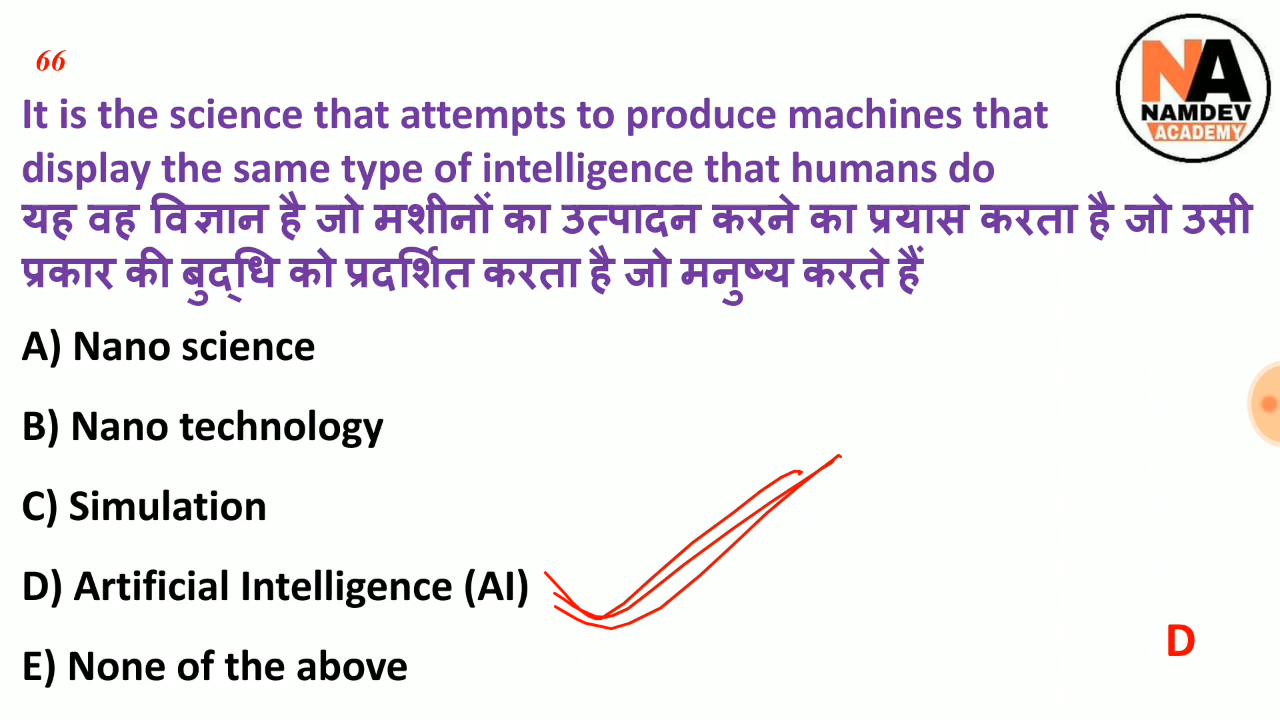 66
It is the science that attempts to produce machines that
display the same type of intelligence that humans do
यह वह विज्ञान है जो मशीनों का उत्पादन करने का प्रयास करता है जो उसी
प्रकार की बुद्धि को प्रदर्शित करता है जो मनुष्य करते हैं
A) Nano science
B) Nano technology
C) Simulation
D) Artificial Intelligence (AI)
E) None of the above
D
NA
NAMDEV
ACADEMY